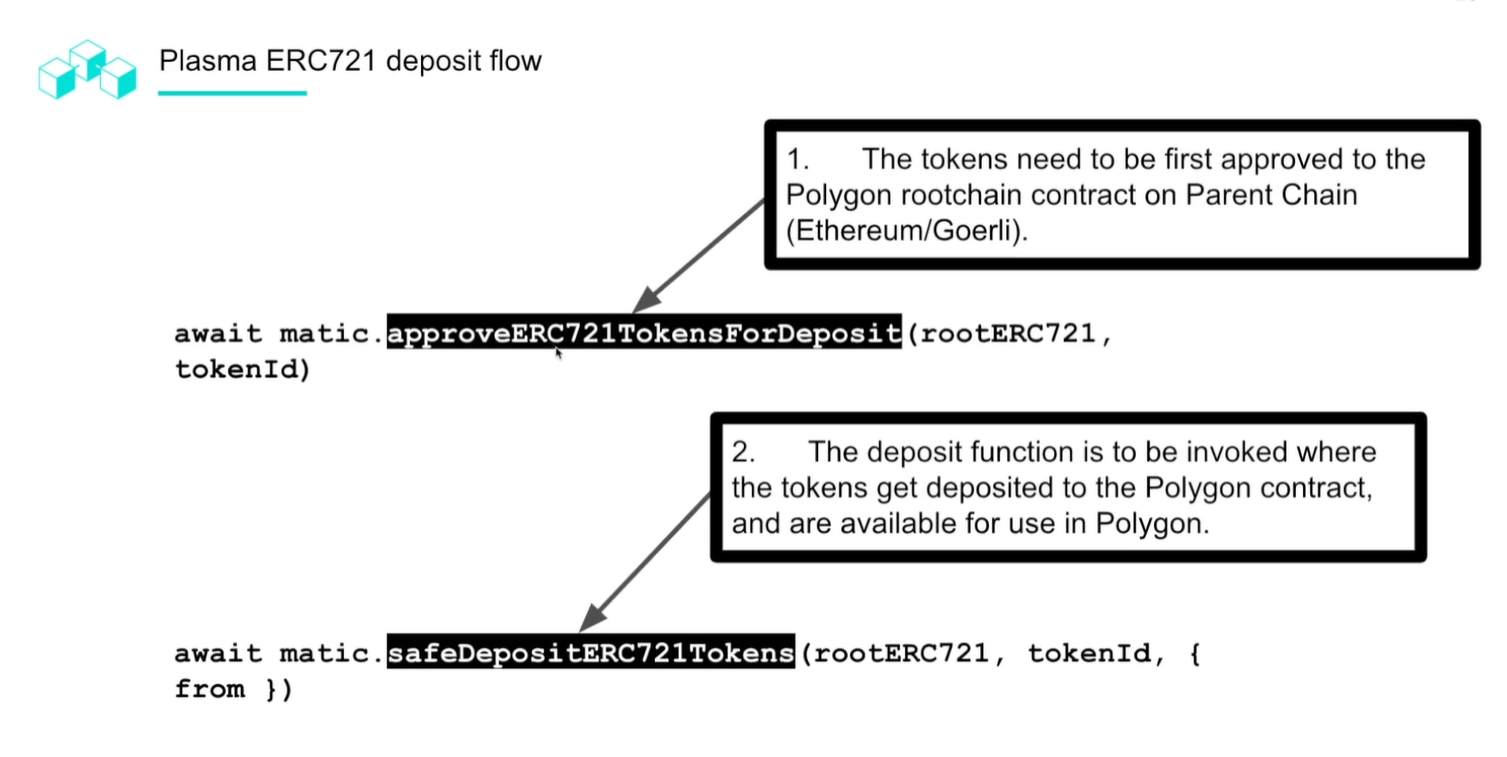 Plasma ERC721 deposit flow
1. The tokens need to be first approved to the
Polygon rootchain contract on Parent Chain
(Ethereum/Goerli).
await matic.approveERC721TokensForDeposit(rootERC721,
tokenId)
2. The deposit function is to be invoked where
the tokens get deposited to the Polygon contract,
and are available for use in Polygon.
await matic.safeDepositERC721Tokens(rootERC721, tokenId, {
from })